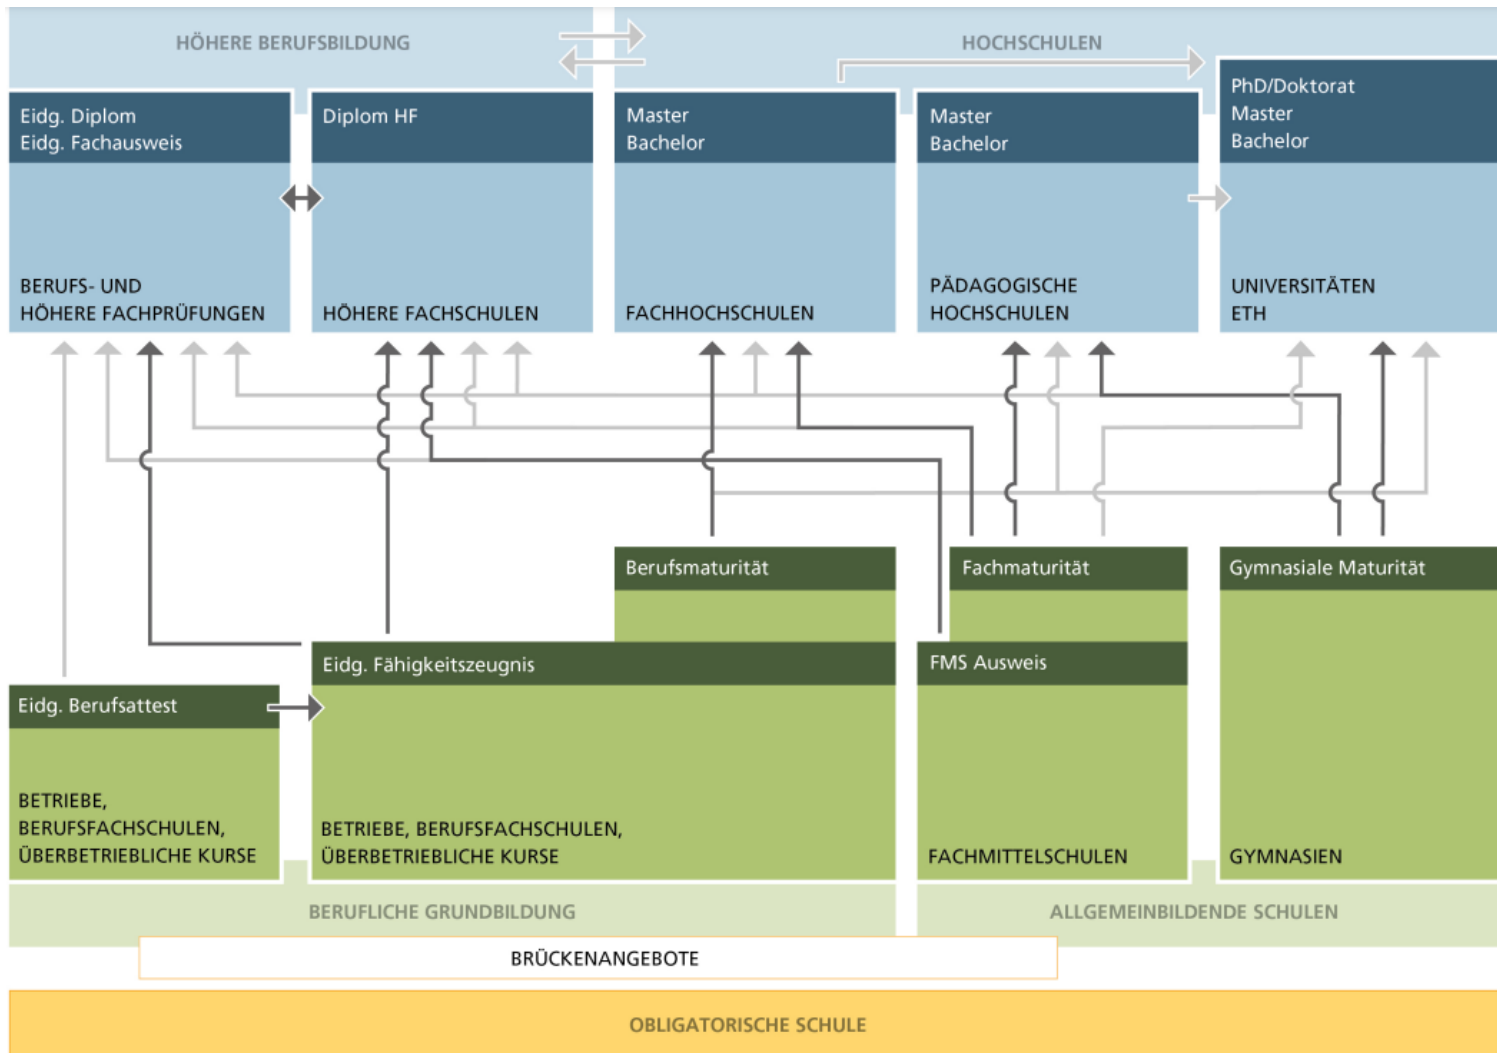 HÖHERE BERUFSBILDUNG
HOCHSCHULEN
Eidg. Diplom
Eidg. Fachausweis
BERUFS- UND
HÖHERE FACHPRÜFUNGEN
Diplom HF
HÖHERE FACHSCHULEN
Master
Bachelor
FACHHOCHSCHULEN
Master
Bachelor
PÄDAGOGISCHE
HOCHSCHULEN
PhD/Doktorat
Master
Bachelor
UNIVERSITÄTEN
ETH
Berufsmaturität
Fachmaturität
Gymnasiale Maturität
Eidg. Fähigkeitszeugnis
FMS Ausweis
Eidg. Berufsattest
BETRIEBE,
BERUFSFACHSCHULEN,
ÜBERBETRIEBLICHE KURSE
BETRIEBE, BERUFSFACHSCHULEN,
ÜBERBETRIEBLICHE KURSE
FACHMITTELSCHULEN
GYMNASIEN
BERUFLICHE GRUNDBILDUNG
ALLGEMEINBILDENDE SCHULEN
BRÜCKENANGEBOTE
OBLIGATORISCHE SCHULE